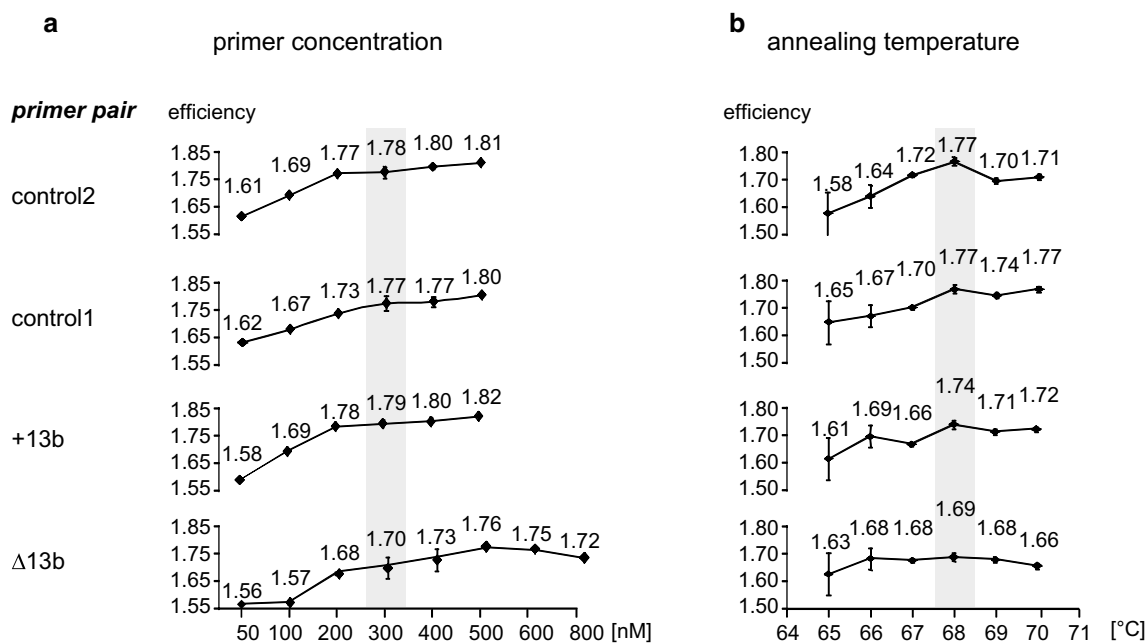 a b
primer concentration annealing temperature
primer pair efficiency efficiency
control2
1.85 1.75 1.65 1.55
1.61 1.69 1.77 1.78 1.80 1.81
1.80 1.70 1.60 1.50
1.58 1.64 1.72 1.77 1.70 1.71
control1
1.85 1.75 1.65 1.55
1.62 1.67 1.73 1.77 1.77 1.80
1.80 1.70 1.60 1.50
1.65 1.67 1.70 1.77 1.74 1.77
+13b
1.85 1.75 1.65 1.55
1.58 1.69 1.78 1.79 1.80 1.82
1.80 1.70 1.60 1.50
1.61 1.69 1.66 1.74 1.71 1.72
Δ13b
1.85 1.75 1.65 1.55
1.56 1.57 1.68 1.70 1.73 1.76 1.75 1.72
1.80 1.70 1.60 1.50
1.63 1.68 1.68 1.69 1.68 1.66
50 100 200 300 400 500 600 800 [nM]
64 65 66 67 68 69 70 71 [°C]